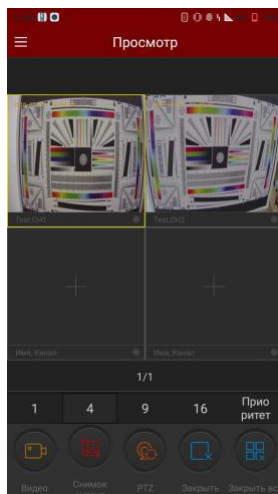 Просмотр
Test,CH1
Test,CH2
Имя, Канал
Имя, Канал
1/1
1
4
9
16
Прио
ритет
Видео
Снимок
PTZ
Закрыть
Закрыть вс